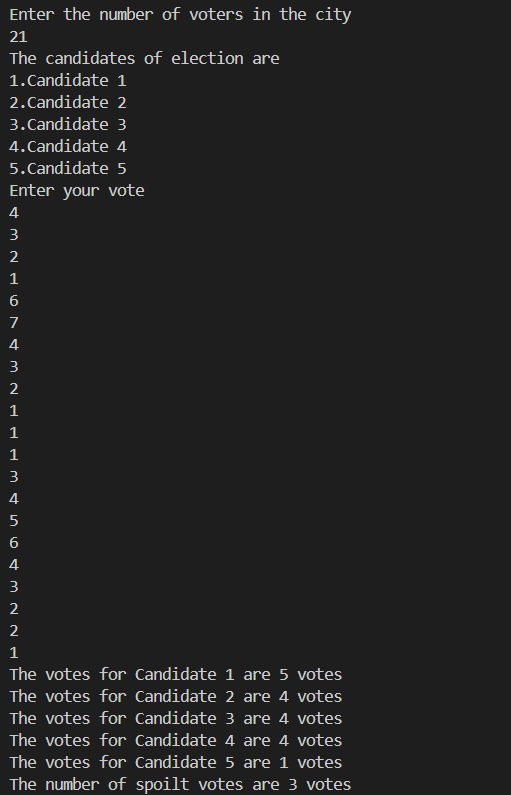 Enter the number of voters in the city
21
The candidates of election are
1.Candidate 1
2.Candidate 2
3.Candidate 3
4.Candidate 4
5.Candidate 5
Enter your vote
4
3
2
1
6
7
4
3
2
1
1
1
3
4
5
6
4
3
2
2
1
The votes for Candidate 1 are 5 votes
The votes for Candidate 2 are 4 votes
The votes for Candidate 3 are 4 votes
The votes for Candidate 4 are 4 votes
The votes for Candidate 5 are 1 votes
The number of spoilt votes are 3 votes